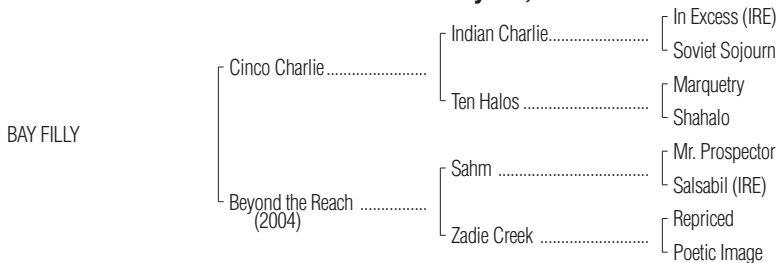 In Excess (IRE)
Indian Charlie........................
Soviet Sojourn
Cinco Charlie........................
Marquetry
Ten Halos ..............................
Shahalo
BAY FILLY
Mr. Prospector
Sahm ....................................
Salsabil (IRE)
Beyond the Reach ................
(2004)
Repriced
Zadie Creek ..........................
Poetic Image